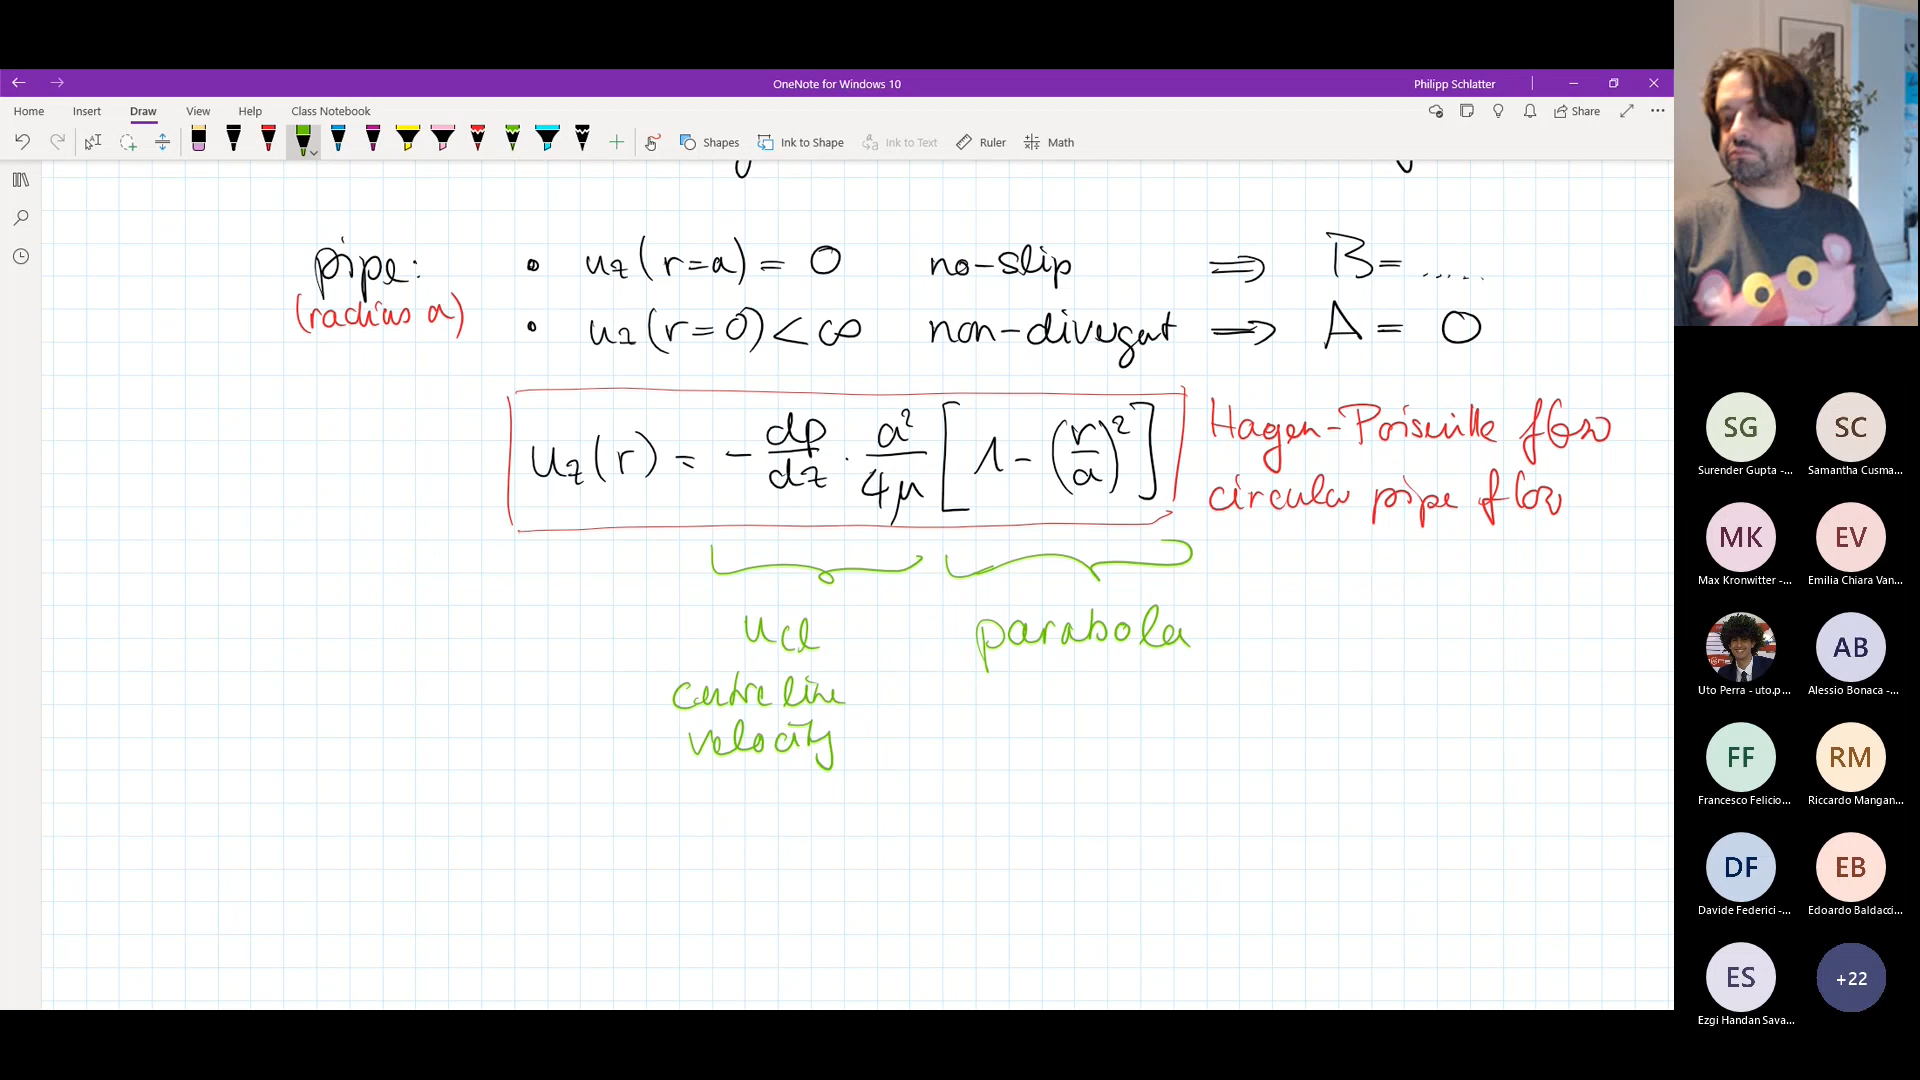 OneNote for Windows 10
Philipp Schlatter
Home Insert Draw View Help Class Notebook
Share
Shapes Ink to Shape Ink to Text Ruler Math
pipe: • uz(r=a) = 0 no-slip ⟹ B= .....
(radius a)
• uz(r=0) < ∞ non-divergent ⟹ A = 0
uz(r) = - dp/dz · a²/4μ [1 - (r/a)²]
Hagen-Poiseuille flow
circular pipe flow
ucl
parabola
centre line
velocity
SG SC
Surender Gupta -... Samantha Cusma...
MK EV
Max Kronwitter -... Emilia Chiara Van...
AB
Uto Perra - uto.p... Alessio Bonaca -...
FF RM
Francesco Felicio... Riccardo Mangan...
DF EB
Davide Federici -... Edoardo Baldacci...
ES +22
Ezgi Handan Sava...